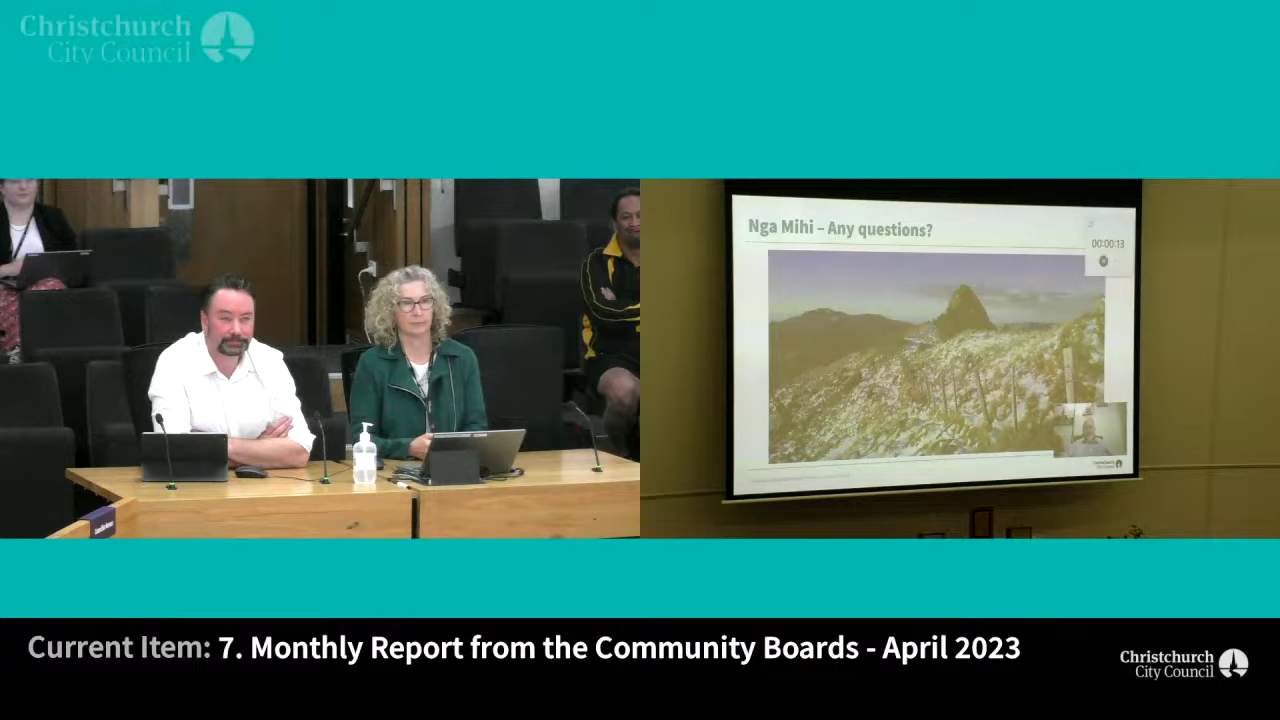 Christchurch
City Council
Nga Mihi – Any questions?
00:00:13
Current Item: 7. Monthly Report from the Community Boards - April 2023
Christchurch
City Council